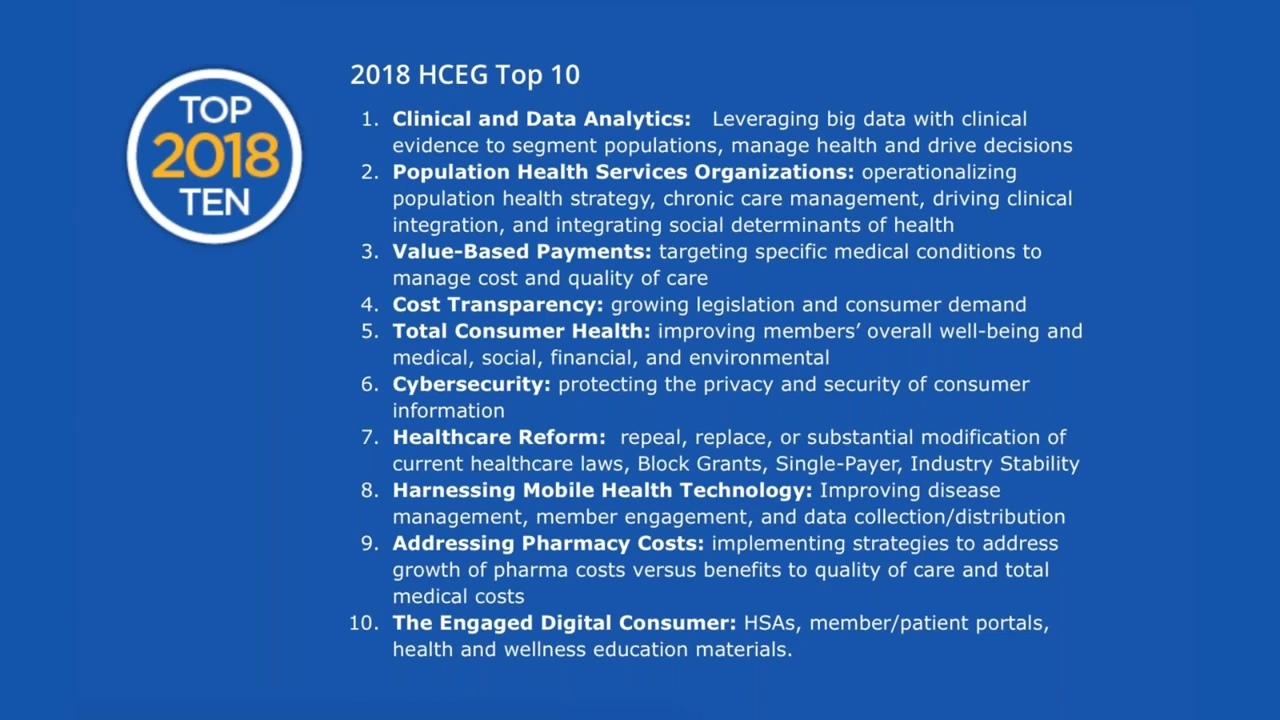 TOP
2018
TEN
2018 HCEG Top 10
1. Clinical and Data Analytics: Leveraging big data with clinical
evidence to segment populations, manage health and drive decisions
2. Population Health Services Organizations: operationalizing
population health strategy, chronic care management, driving clinical
integration, and integrating social determinants of health
3. Value-Based Payments: targeting specific medical conditions to
manage cost and quality of care
4. Cost Transparency: growing legislation and consumer demand
5. Total Consumer Health: improving members’ overall well-being and
medical, social, financial, and environmental
6. Cybersecurity: protecting the privacy and security of consumer
information
7. Healthcare Reform: repeal, replace, or substantial modification of
current healthcare laws, Block Grants, Single-Payer, Industry Stability
8. Harnessing Mobile Health Technology: Improving disease
management, member engagement, and data collection/distribution
9. Addressing Pharmacy Costs: implementing strategies to address
growth of pharma costs versus benefits to quality of care and total
medical costs
10. The Engaged Digital Consumer: HSAs, member/patient portals,
health and wellness education materials.